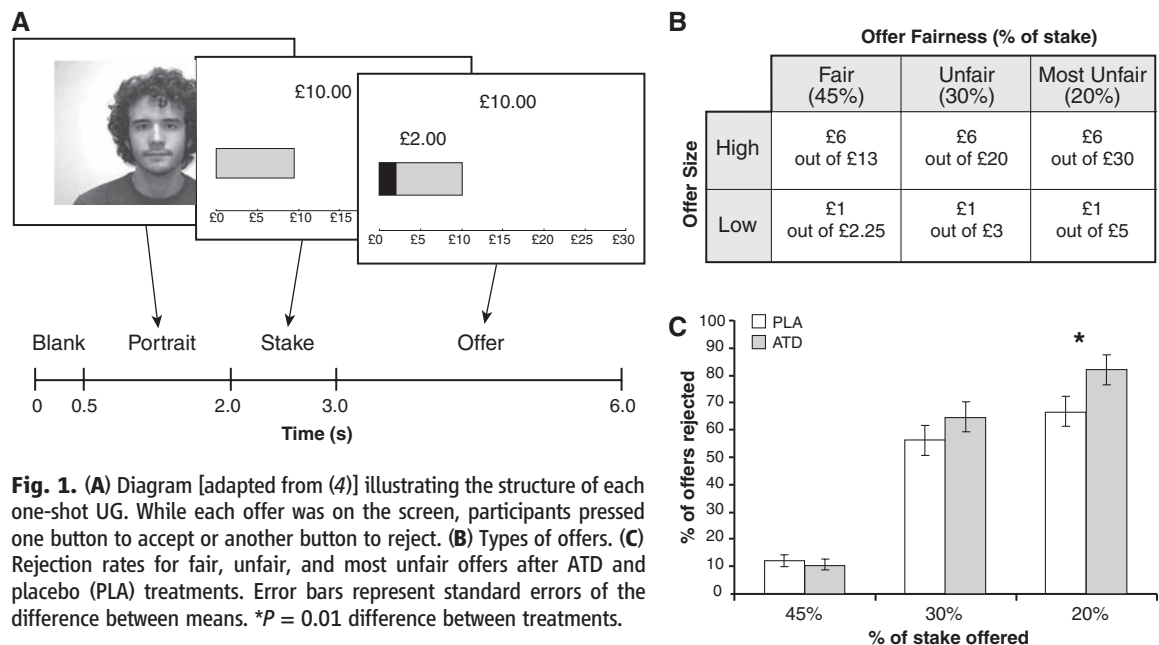 A
£10.00
£0 £5 £10 £15
£10.00
£2.00
£0 £5 £10 £15 £20 £25 £30
Blank Portrait Stake Offer
0 0.5 2.0 3.0 6.0
Time (s)
Fig. 1. (A) Diagram [adapted from (4)] illustrating the structure of each
one-shot UG. While each offer was on the screen, participants pressed
one button to accept or another button to reject. (B) Types of offers. (C)
Rejection rates for fair, unfair, and most unfair offers after ATD and
placebo (PLA) treatments. Error bars represent standard errors of the
difference between means. *P = 0.01 difference between treatments.
B
Offer Fairness (% of stake)
Fair Unfair Most Unfair
(45%) (30%) (20%)
Offer Size
High
£6 £6 £6
out of £13 out of £20 out of £30
Low
£1 £1 £1
out of £2.25 out of £3 out of £5
C
PLA
ATD
*
% of offers rejected
100
90
80
70
60
50
40
30
20
10
0
45% 30% 20%
% of stake offered